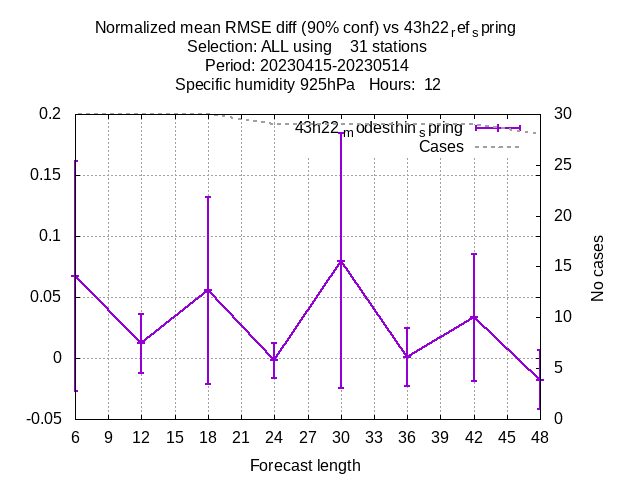 Normalized mean RMSE diff (90% conf) vs 43h22refspring
Selection: ALL using 31 stations
Period: 20230415-20230514
Specific humidity 925hPa Hours: 12
0.2
0.15
0.1
0.05
0
-0.05
43h22modesthinspring
Cases
30
25
20
15
10
5
0
No cases
6 9 12 15 18 21 24 27 30 33 36 39 42 45 48
Forecast length